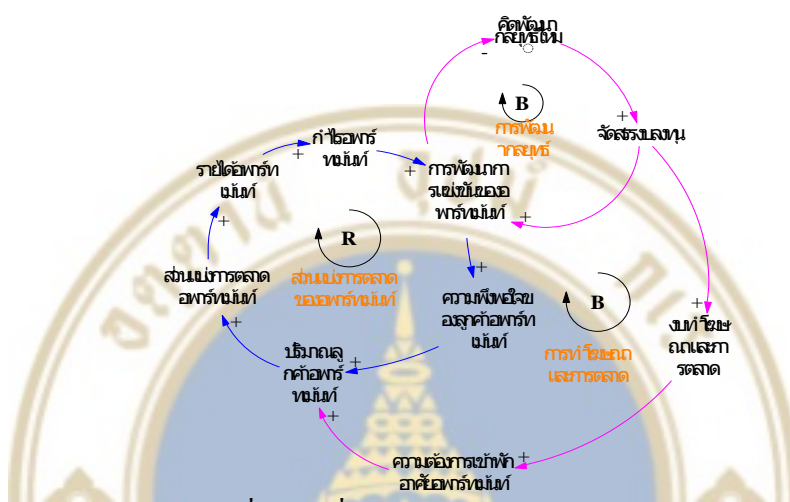 คิดพัฒนา
กลยุทธ์ใหม่
-
B
การพัฒน
ากลยุทธ์
+
จัดสรรงบลงทุน
กำไรอพาร์
ทเม้นท์
+
รายได้อพาร์ท
เม้นท์
+
การพัฒนากา
รแข่งขันของอ
พาร์ทเม้นท์
+
+
R
ส่วนแบ่งการตลาด
ของอพาร์ทเม้นท์
ส่วนแบ่งการตลาด
อพาร์ทเม้นท์
+
+
ความพึงพอใจข
องลูกค้าอพาร์ท
เม้นท์
B
การทำโฆษณา
และการตลาด
+
งบทำโฆษ
ณาและกา
รตลาด
ปริมาณลู
กค้าอพาร์
ทเม้นท์
+
+
ความต้องการเข้าพัก
อาศัยอพาร์ทเม้นท์
+